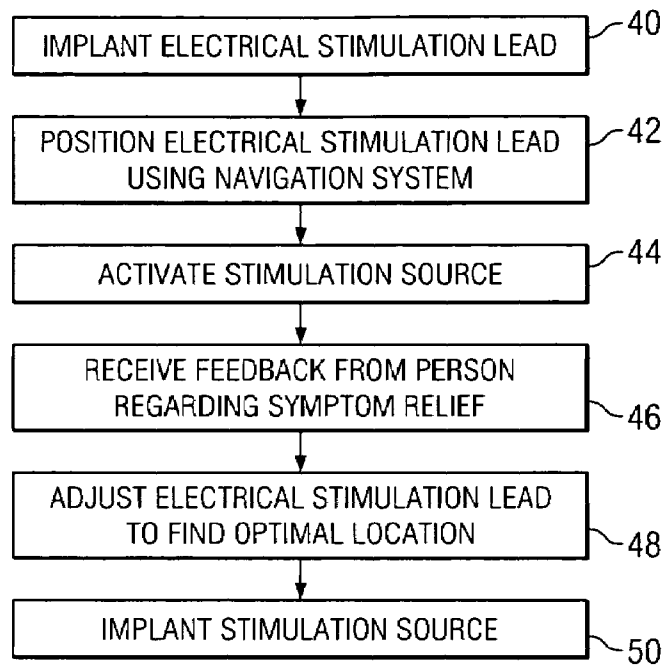 IMPLANT ELECTRICAL STIMULATION LEAD
40
POSITION ELECTRICAL STIMULATION LEAD
USING NAVIGATION SYSTEM
42
ACTIVATE STIMULATION SOURCE
44
RECEIVE FEEDBACK FROM PERSON
REGARDING SYMPTOM RELIEF
46
ADJUST ELECTRICAL STIMULATION LEAD
TO FIND OPTIMAL LOCATION
48
IMPLANT STIMULATION SOURCE
50